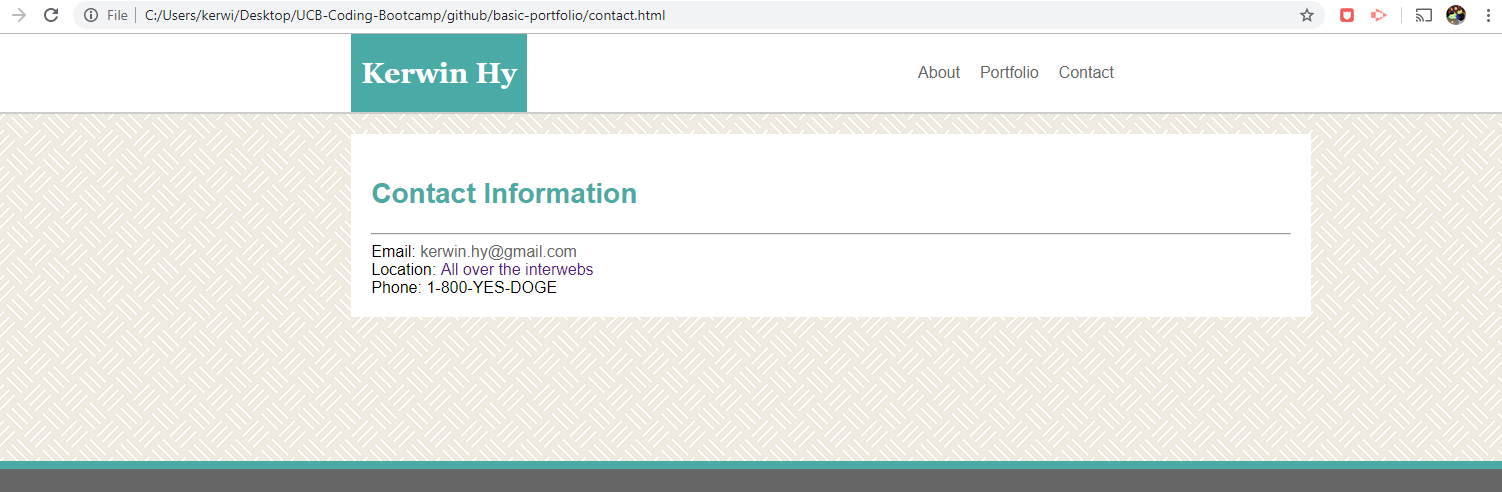 File C:/Users/kerwi/Desktop/UCB-Coding-Bootcamp/github/basic-portfolio/contact.html
Kerwin Hy
About Portfolio Contact
Contact Information
Email: kerwin.hy@gmail.com
Location: All over the interwebs
Phone: 1-800-YES-DOGE